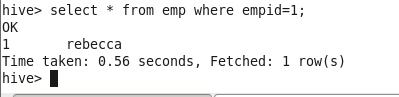 hive> select * from emp where empid=1;
OK
1       rebecca
Time taken: 0.56 seconds, Fetched: 1 row(s)
hive>